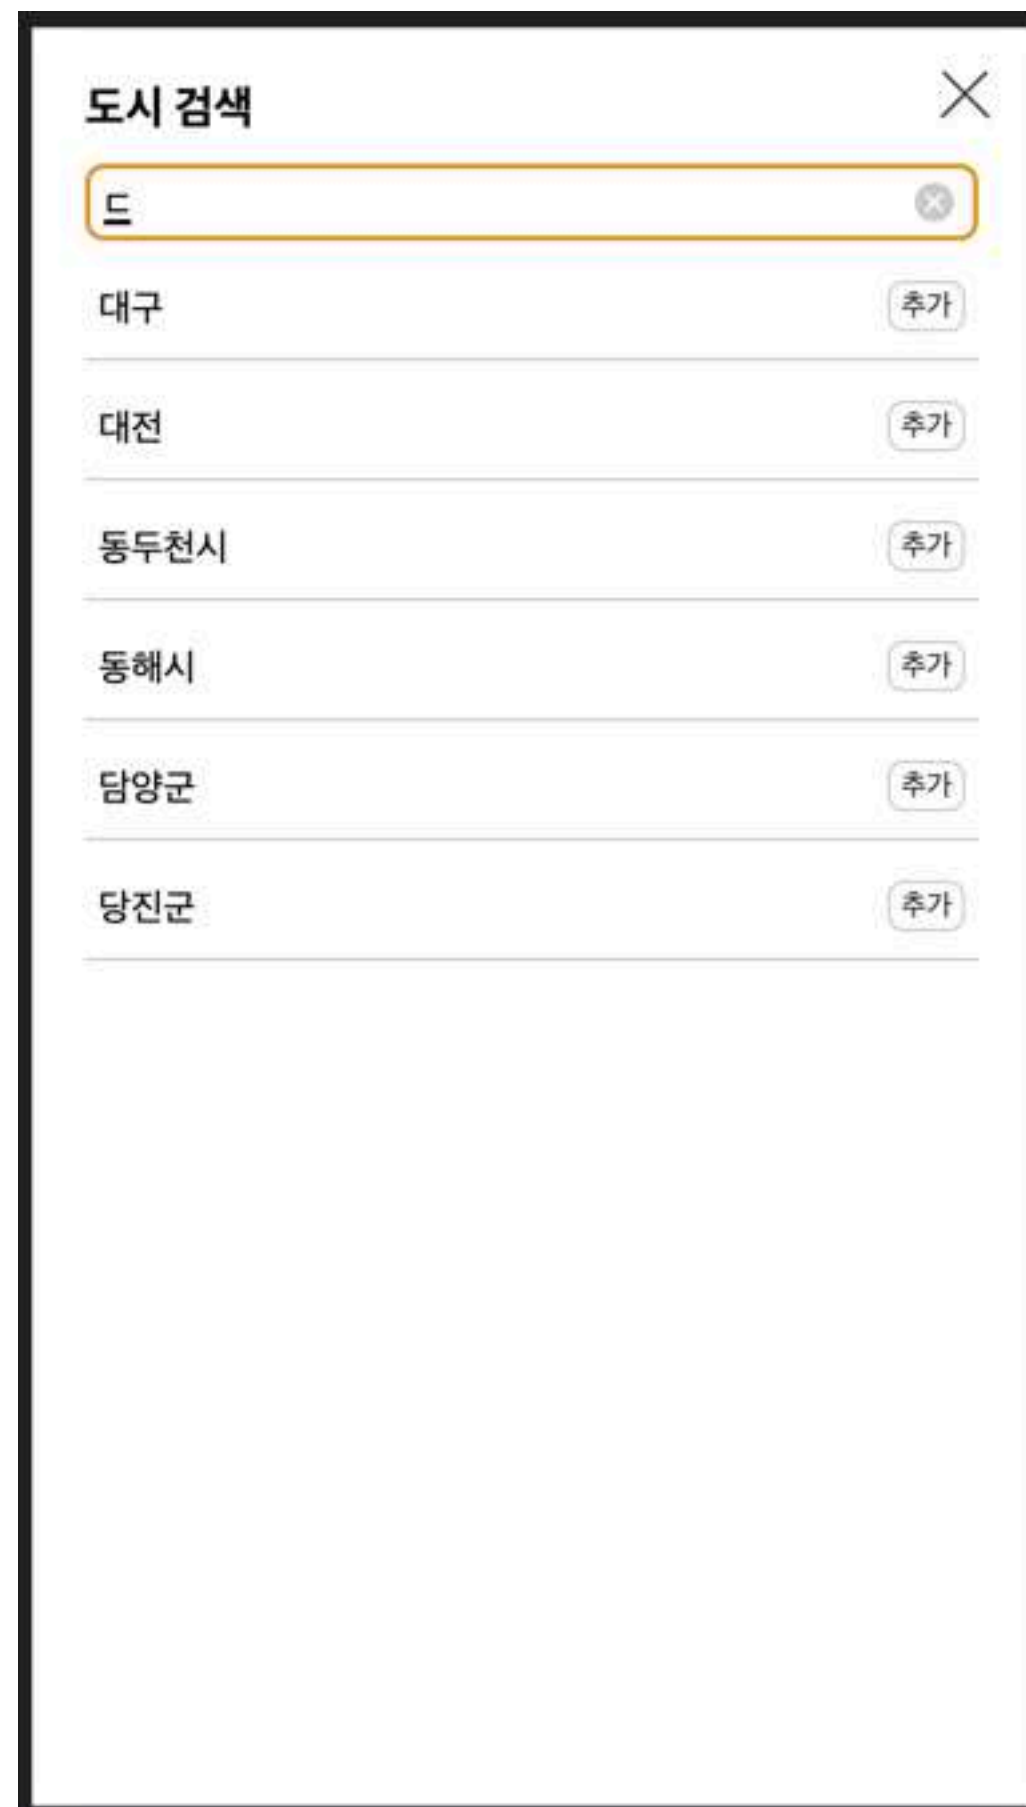 도시 검색
ㄷ
대구 추가
대전 추가
동두천시 추가
동해시 추가
담양군 추가
당진군 추가